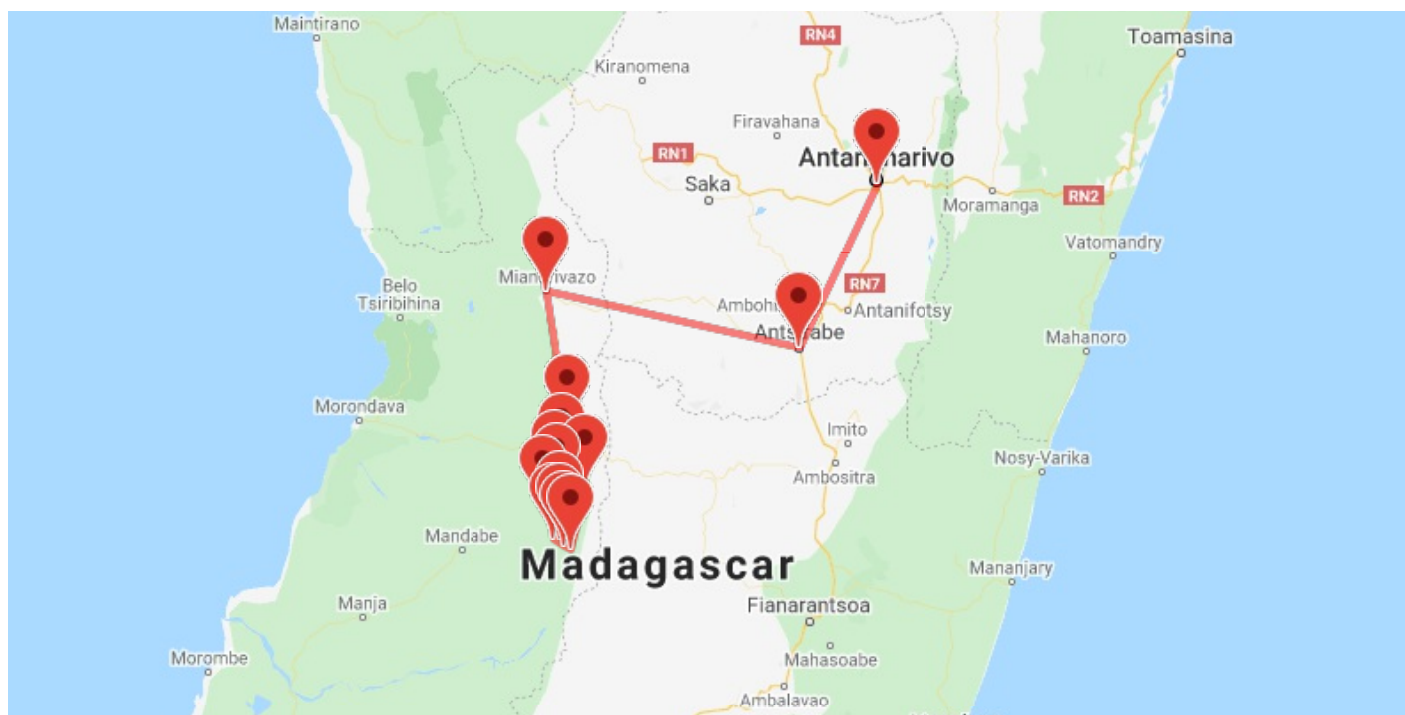 Maintirano
RN4
Toamasina
Kiranomena
Firavahana
RN1
Saka
Moramanga
RN2
Vatomandry
Belo
Tsiribihina
RN7
Antanifotsy
Mahanoro
Morondava
Imito
Ambositra
Nosy-Varika
Mandabe
Madagascar
Mananjary
Manja
Fianarantsoa
Morombe
Mahasoabe
Ambalavao